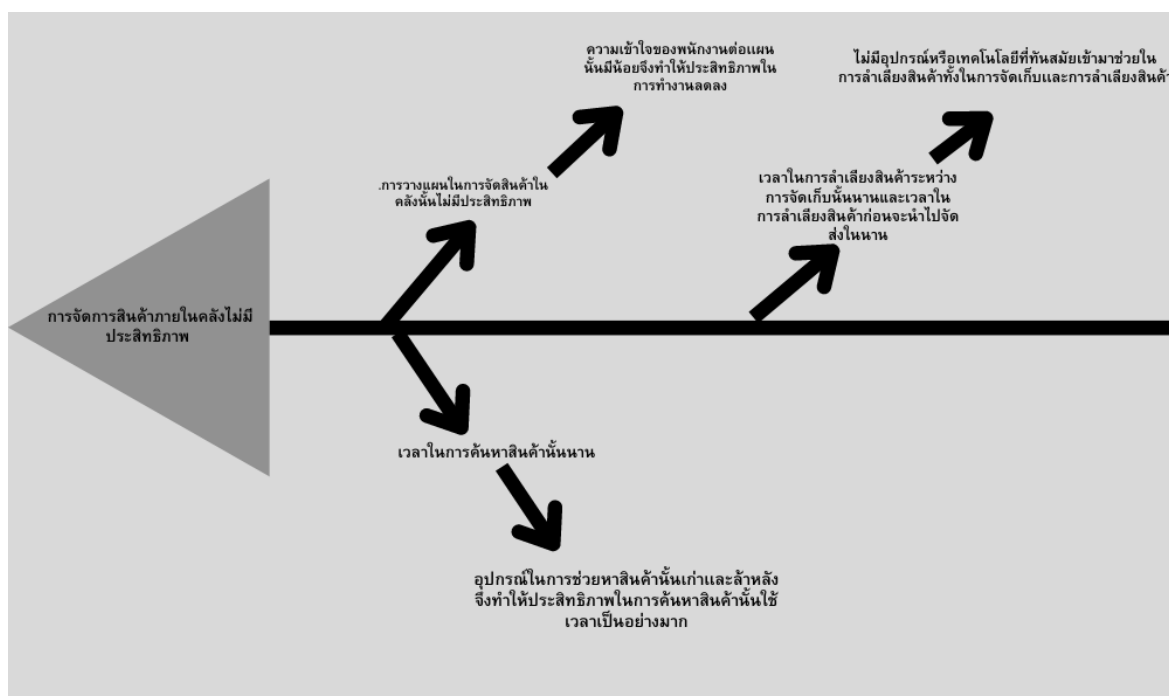 ความเข้าใจของพนักงานต่อแผน
นั้นมีน้อยจึงทำให้ประสิทธิภาพใน
การทำงานลดลง
ไม่มีอุปกรณ์หรือเทคโนโลยีที่ทันสมัยเข้ามาช่วยใน
การลำเลียงสินค้าทั้งในการจัดเก็บและการลำเลียงสินค้า
.การวางแผนในการจัดสินค้าใน
คลังนั้นไม่มีประสิทธิภาพ
เวลาในการลำเลียงสินค้าระหว่าง
การจัดเก็บนั้นนานและเวลาใน
การลำเลียงสินค้าก่อนจะนำไปจัด
ส่งในนาน
การจัดการสินค้าภายในคลังไม่มี
ประสิทธิภาพ
เวลาในการค้นหาสินค้านั้นนาน
อุปกรณ์ในการช่วยหาสินค้านั้นเก่าและล้าหลัง
จึงทำให้ประสิทธิภาพในการค้นหาสินค้านั้นใช้
เวลาเป็นอย่างมาก